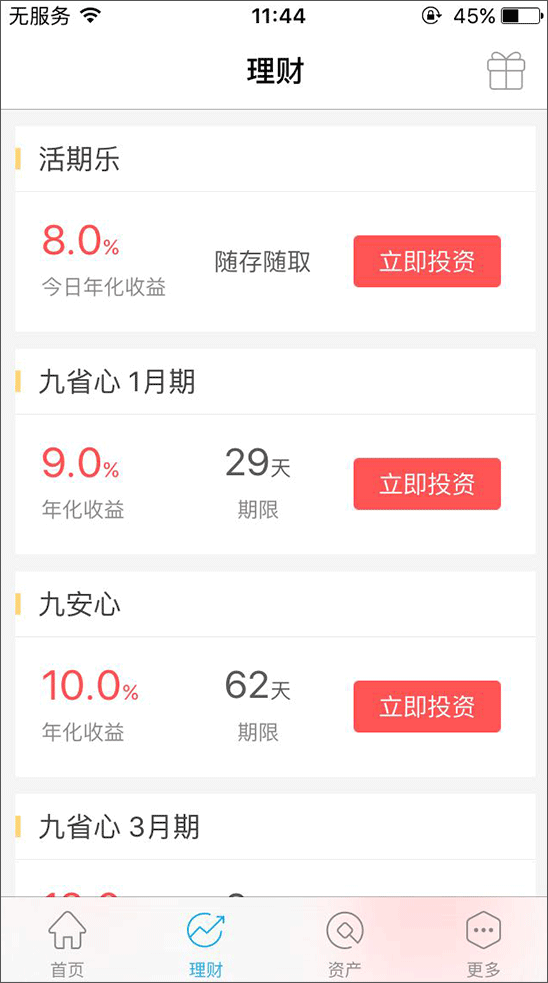 无服务 11:44 45%
理财
活期乐
8.0%
今日年化收益
随存随取
立即投资
九省心 1月期
9.0%
年化收益
29天
期限
立即投资
九安心
10.0%
年化收益
62天
期限
立即投资
九省心 3月期
首页 理财 资产 更多